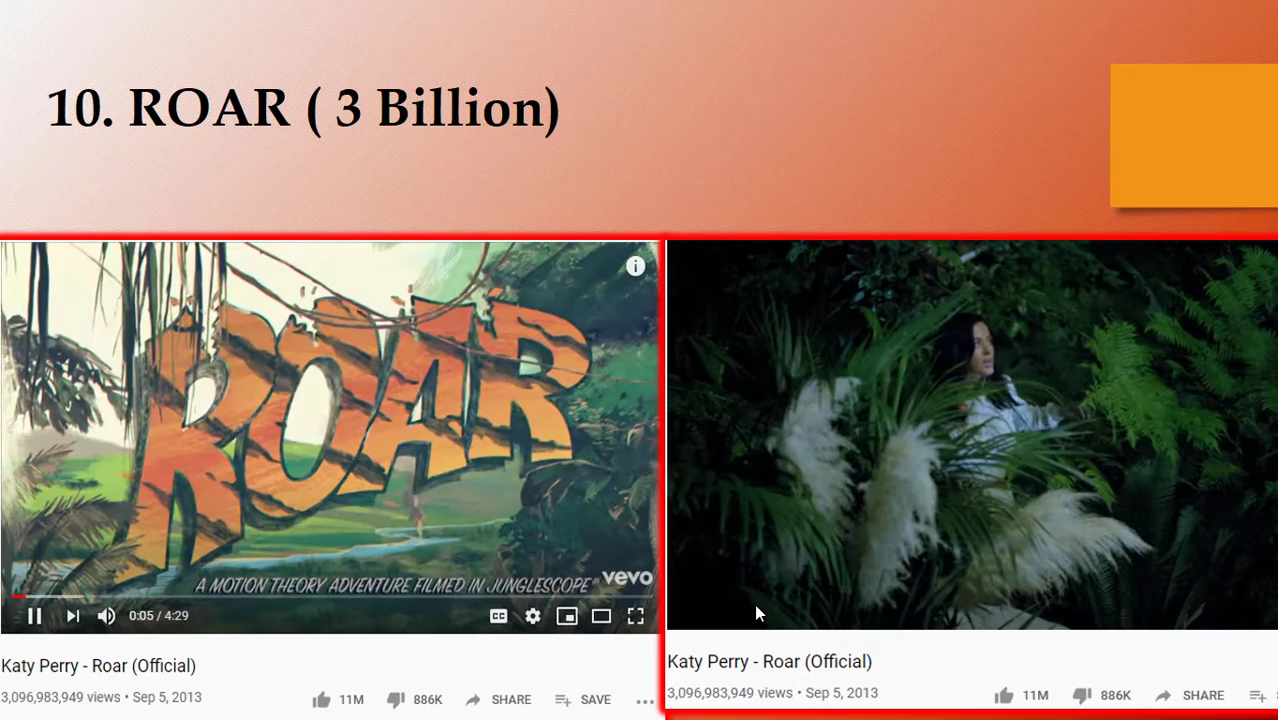 10. ROAR ( 3 Billion)
ROAR
A MOTION THEORY ADVENTURE FILMED IN JUNGLESCOPE
vevo
0:05 / 4:29
CC
Katy Perry - Roar (Official)
3,096,983,949 views • Sep 5, 2013
11M 886K SHARE SAVE
Katy Perry - Roar (Official)
3,096,983,949 views • Sep 5, 2013
11M 886K SHARE